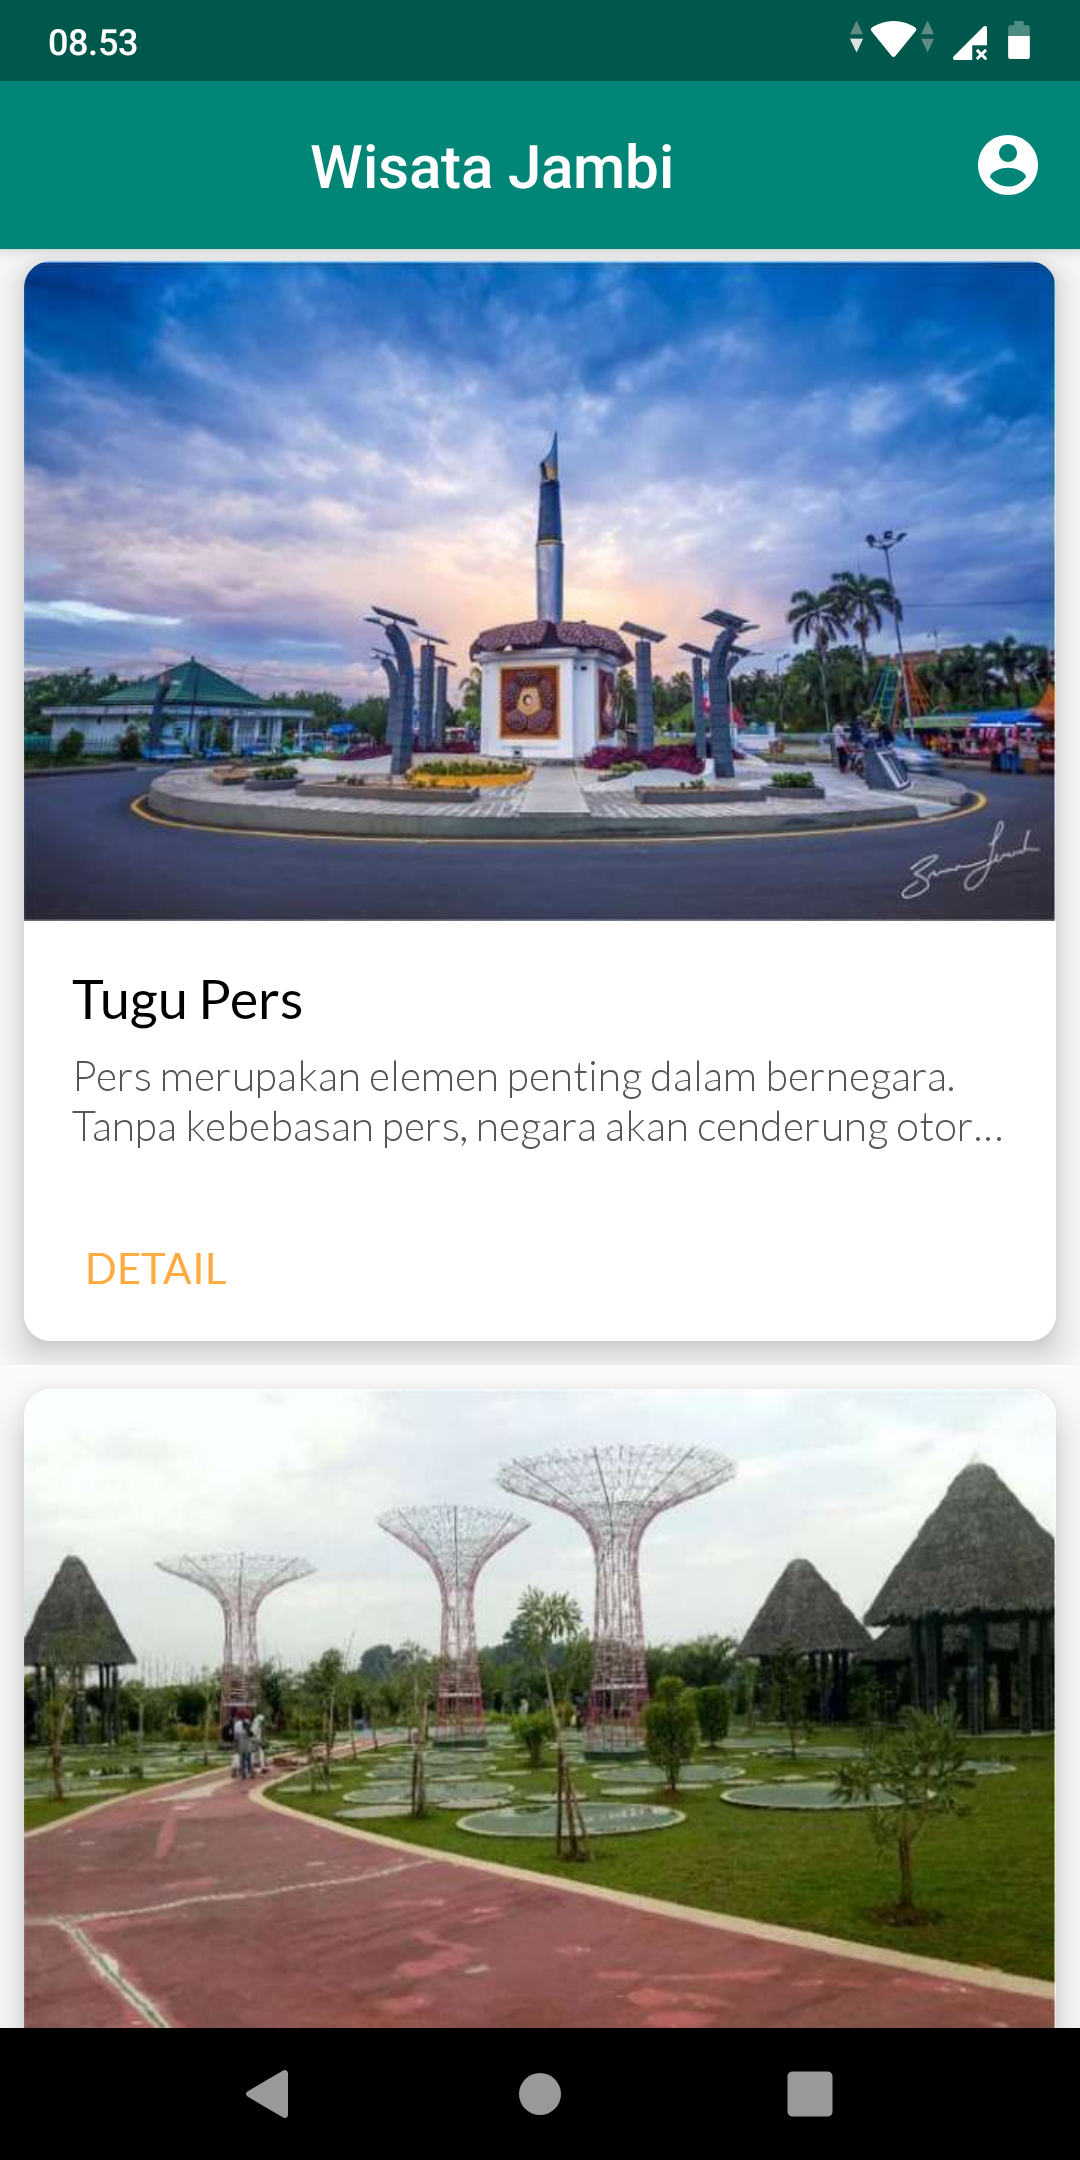 08.53
Wisata Jambi
Tugu Pers
Pers merupakan elemen penting dalam bernegara.
Tanpa kebebasan pers, negara akan cenderung otor...
DETAIL